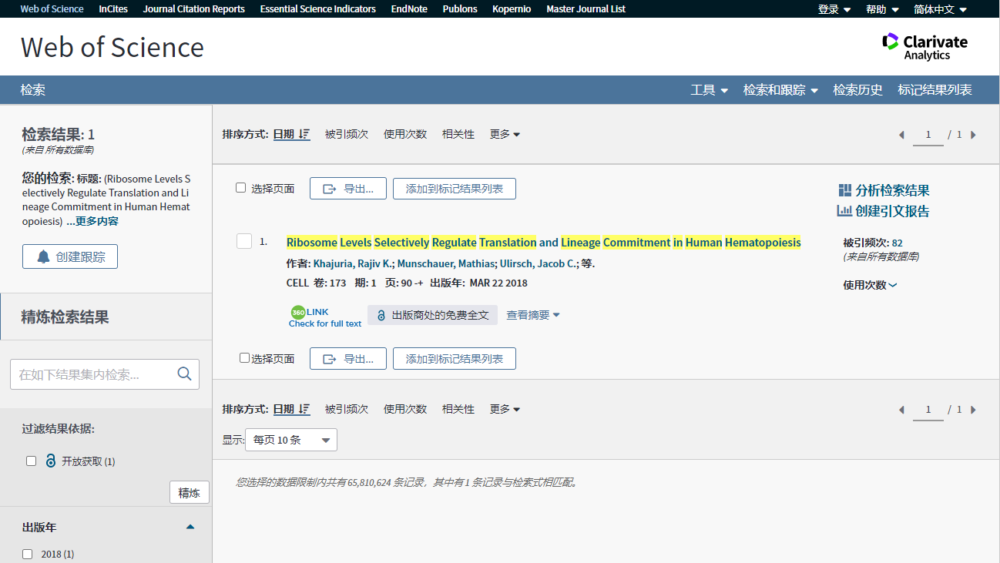 Web of Science InCites Journal Citation Reports Essential Science Indicators EndNote Publons Kopernio Master Journal List 登录 帮助 简体中文
Web of Science
Clarivate
Analytics
检索 工具 检索和跟踪 检索历史 标记结果列表
检索结果: 1
(来自 所有数据库)
您的检索: 标题: (Ribosome Levels S
electively Regulate Translation and Li
neage Commitment in Human Hemat
opoiesis) ...更多内容
创建跟踪
精炼检索结果
在如下结果集内检索...
过滤结果依据:
开放获取 (1)
精炼
出版年
2018 (1)
排序方式: 日期 被引频次 使用次数 相关性 更多 1 / 1
选择页面 导出... 添加到标记结果列表
1. Ribosome Levels Selectively Regulate Translation and Lineage Commitment in Human Hematopoiesis
作者: Khajuria, Rajiv K.; Munschauer, Mathias; Ulirsch, Jacob C.; 等.
CELL 卷: 173 期: 1 页: 90 -+ 出版年: MAR 22 2018
360 LINK
Check for full text
出版商处的免费全文 查看摘要
分析检索结果
创建引文报告
被引频次: 82
(来自所有数据库)
使用次数
选择页面 导出... 添加到标记结果列表
排序方式: 日期 被引频次 使用次数 相关性 更多 1 / 1
显示: 每页 10 条
您选择的数据限制内共有 65,810,624 条记录，其中有 1 条记录与检索式相匹配。